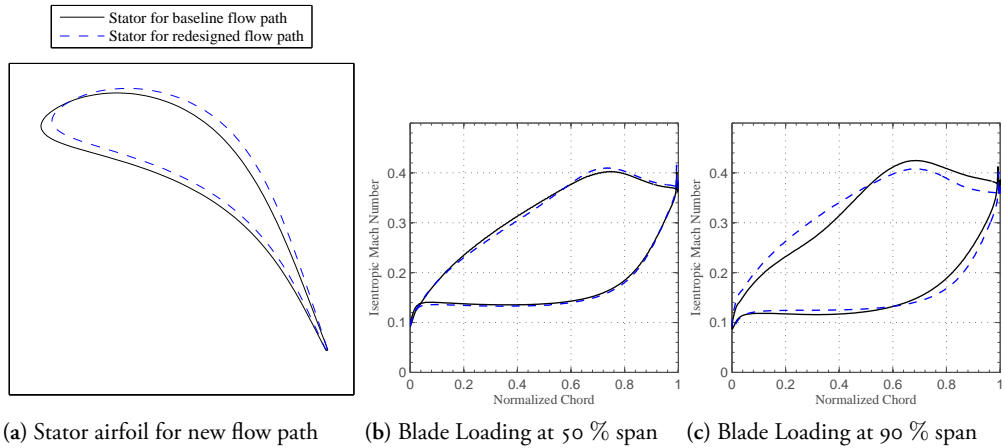 Stator for baseline flow path
Stator for redesigned flow path
0.4
0.3
0.2
0.1
0
Isentropic Mach Number
0 0.2 0.4 0.6 0.8 1
Normalized Chord
0.4
0.3
0.2
0.1
0
Isentropic Mach Number
0 0.2 0.4 0.6 0.8 1
Normalized Chord
(a) Stator airfoil for new flow path
(b) Blade Loading at 50 % span
(c) Blade Loading at 90 % span